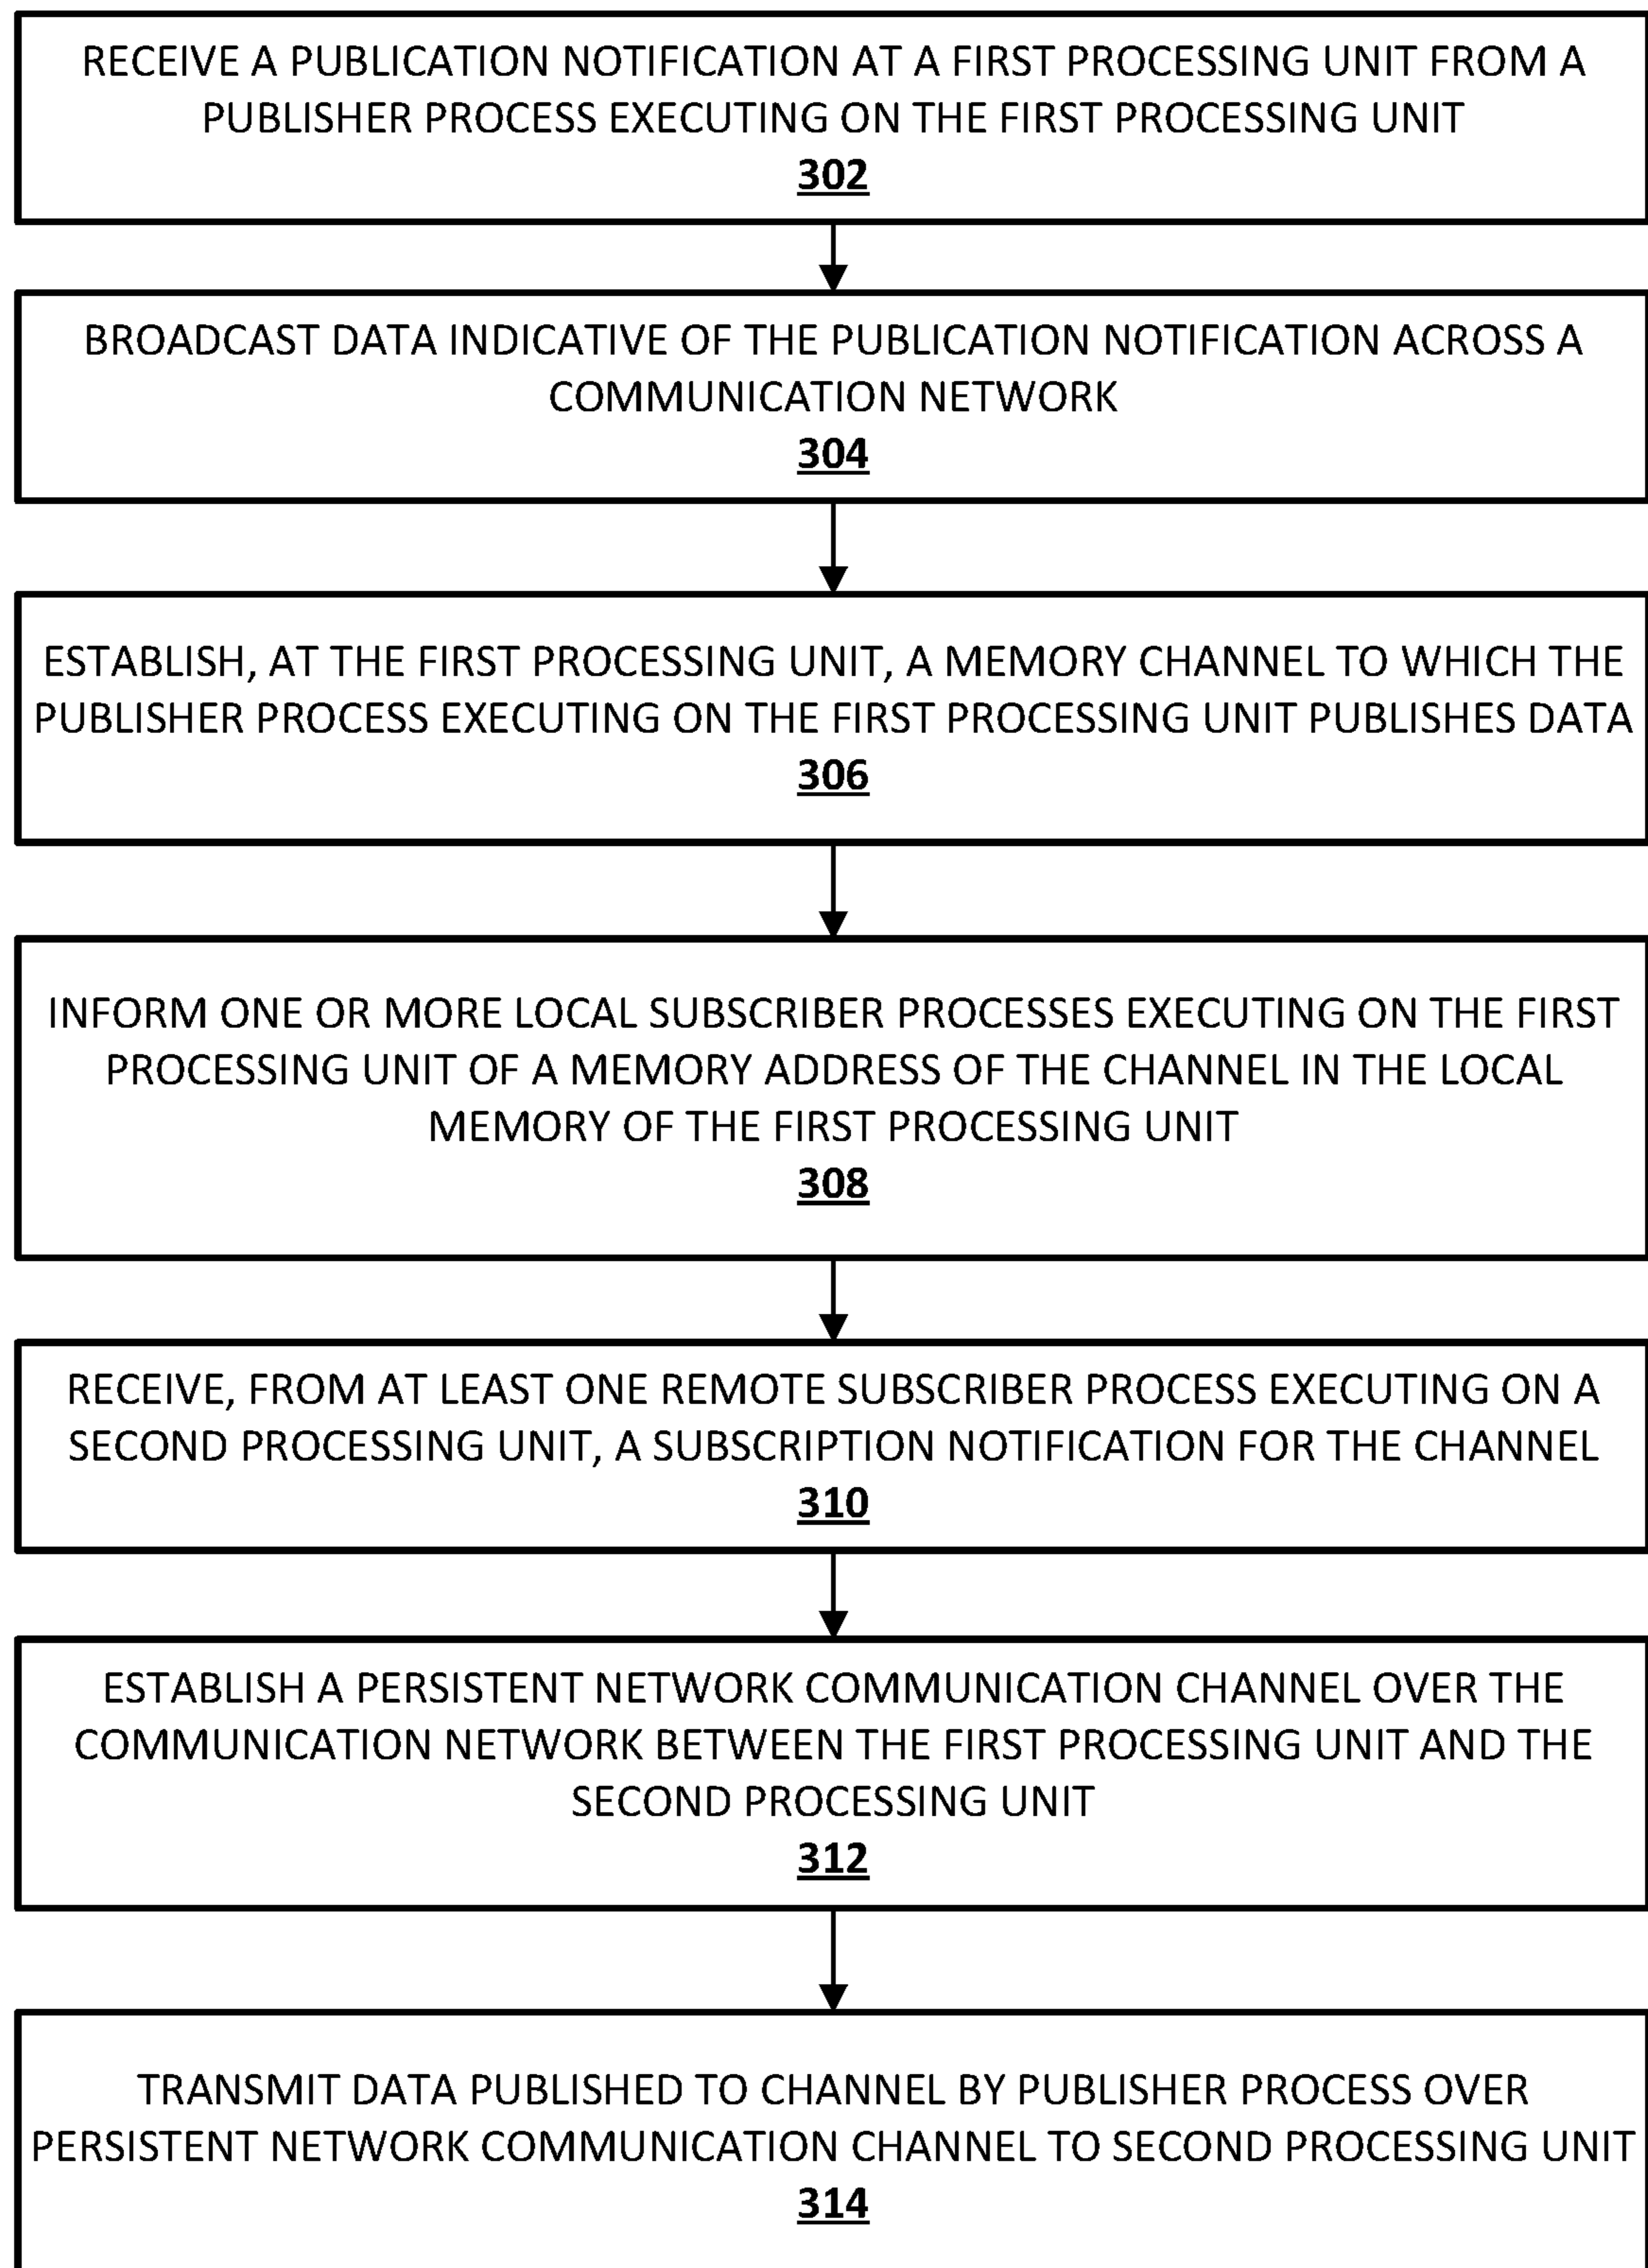 RECEIVE A PUBLICATION NOTIFICATION AT A FIRST PROCESSING UNIT FROM A
PUBLISHER PROCESS EXECUTING ON THE FIRST PROCESSING UNIT
302
BROADCAST DATA INDICATIVE OF THE PUBLICATION NOTIFICATION ACROSS A
COMMUNICATION NETWORK
304
ESTABLISH, AT THE FIRST PROCESSING UNIT, A MEMORY CHANNEL TO WHICH THE
PUBLISHER PROCESS EXECUTING ON THE FIRST PROCESSING UNIT PUBLISHES DATA
306
INFORM ONE OR MORE LOCAL SUBSCRIBER PROCESSES EXECUTING ON THE FIRST
PROCESSING UNIT OF A MEMORY ADDRESS OF THE CHANNEL IN THE LOCAL
MEMORY OF THE FIRST PROCESSING UNIT
308
RECEIVE, FROM AT LEAST ONE REMOTE SUBSCRIBER PROCESS EXECUTING ON A
SECOND PROCESSING UNIT, A SUBSCRIPTION NOTIFICATION FOR THE CHANNEL
310
ESTABLISH A PERSISTENT NETWORK COMMUNICATION CHANNEL OVER THE
COMMUNICATION NETWORK BETWEEN THE FIRST PROCESSING UNIT AND THE
SECOND PROCESSING UNIT
312
TRANSMIT DATA PUBLISHED TO CHANNEL BY PUBLISHER PROCESS OVER
PERSISTENT NETWORK COMMUNICATION CHANNEL TO SECOND PROCESSING UNIT
314